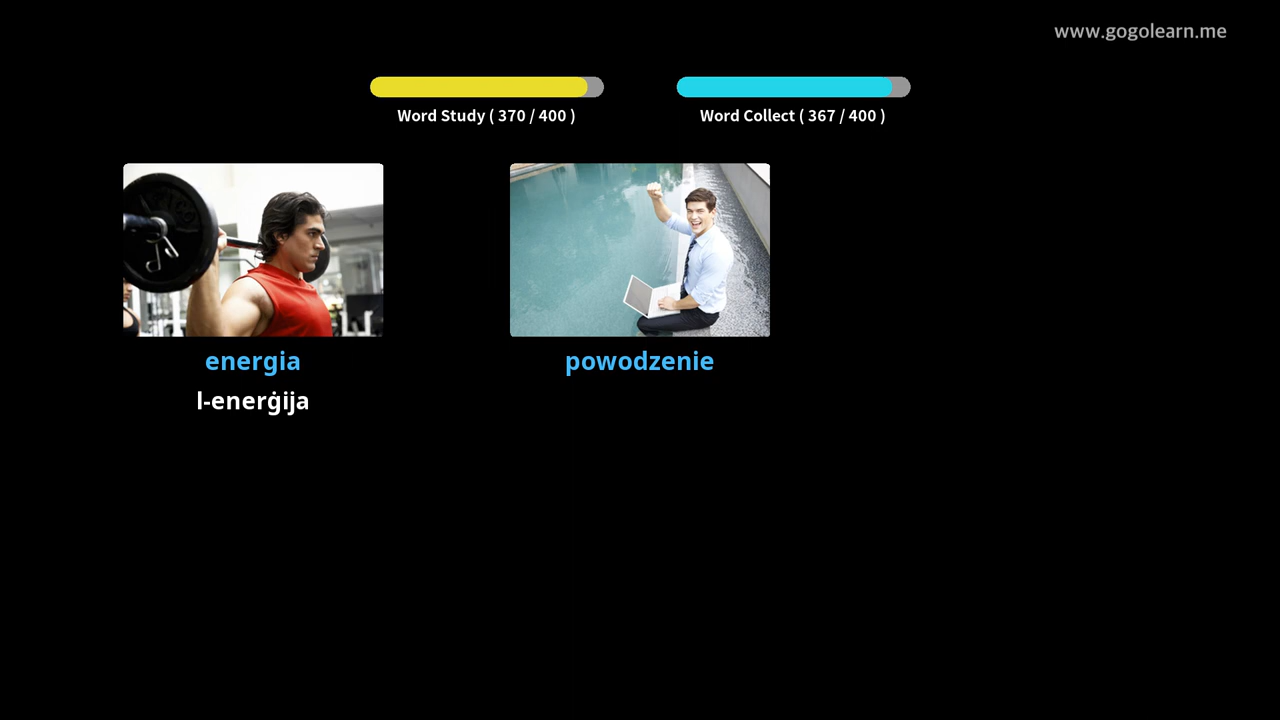 www.gogolearn.me
Word Study ( 370 / 400 )
Word Collect ( 367 / 400 )
energia
l-enerġija
powodzenie